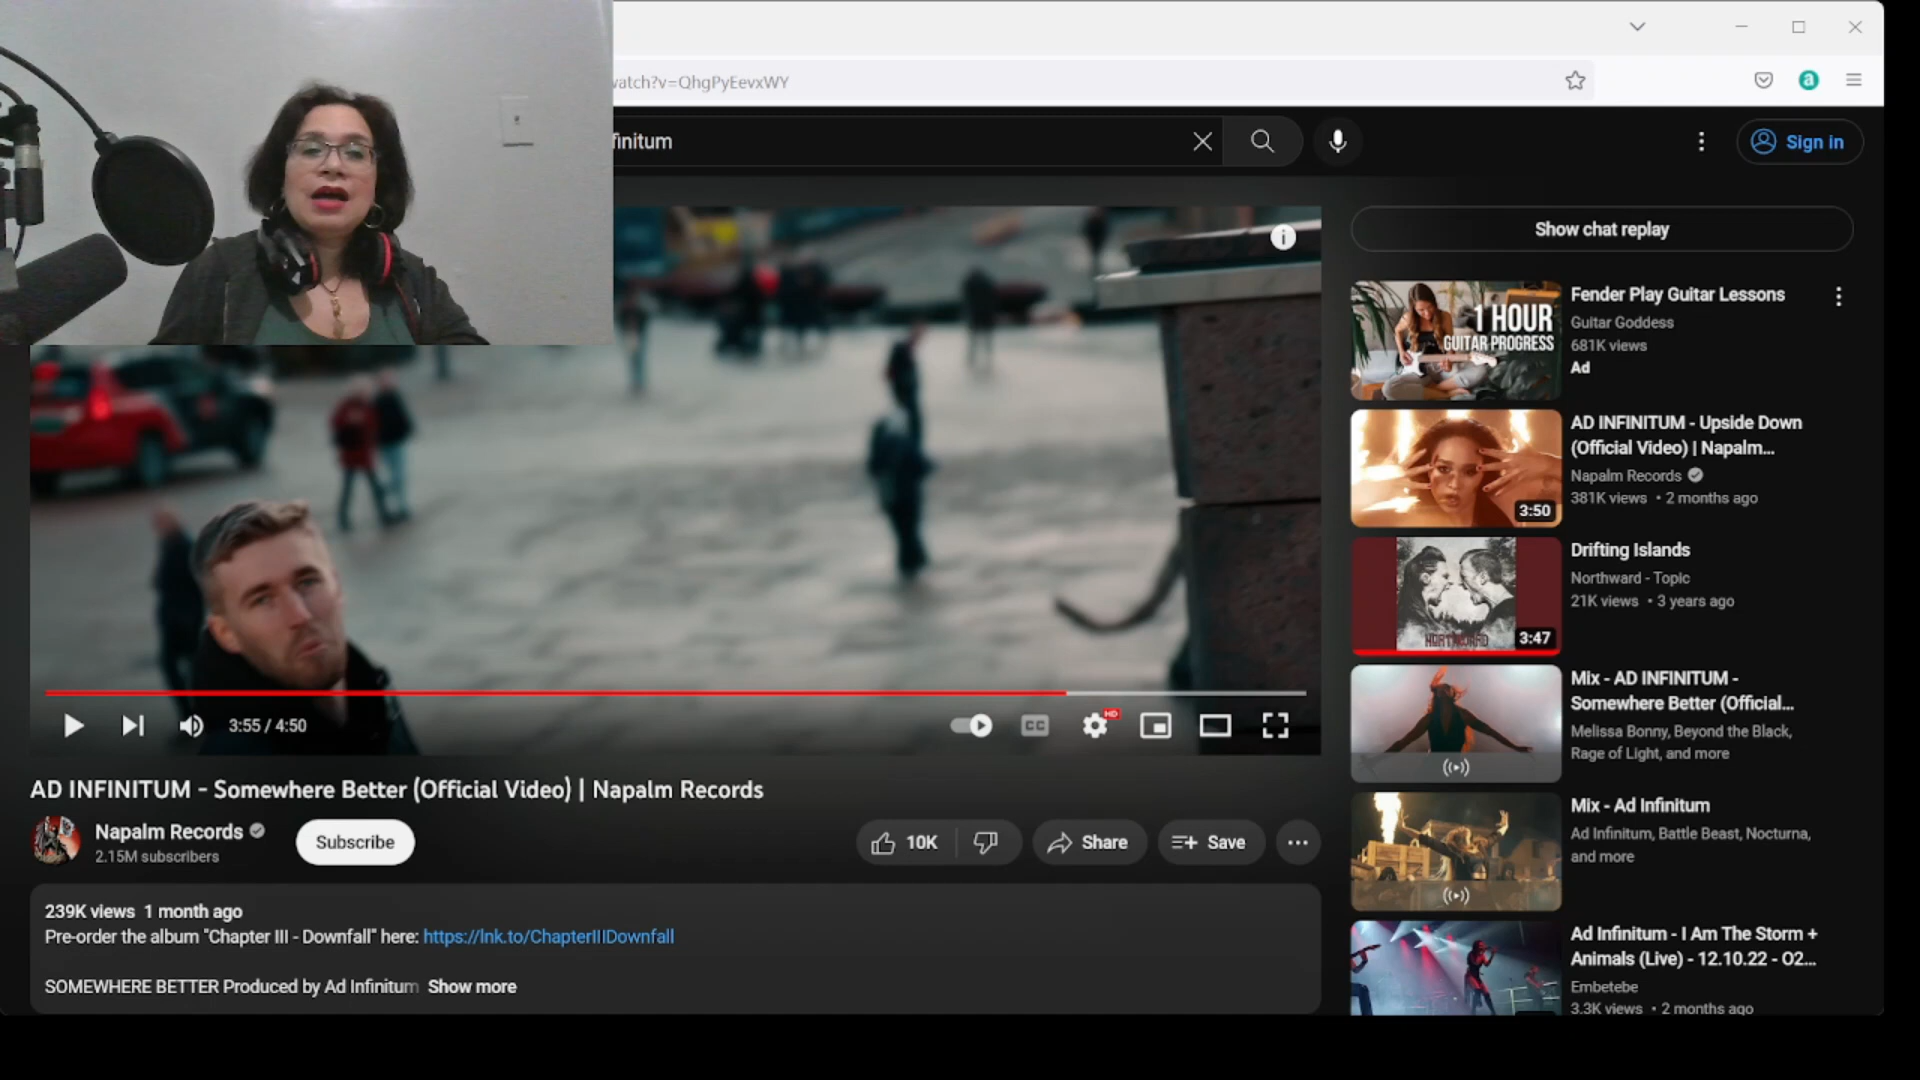 watch?v=QhgPyEevxWY
finitum
Sign in
Show chat replay
1 HOUR
GUITAR PROGRESS
Fender Play Guitar Lessons
Guitar Goddess
681K views
Ad
3:50
AD INFINITUM - Upside Down
(Official Video) | Napalm...
Napalm Records
381K views • 2 months ago
NORTHWARD
3:47
Drifting Islands
Northward - Topic
21K views • 3 years ago
Mix - AD INFINITUM -
Somewhere Better (Official...
Melissa Bonny, Beyond the Black,
Rage of Light, and more
Mix - Ad Infinitum
Ad Infinitum, Battle Beast, Nocturna,
and more
Ad Infinitum - I Am The Storm +
Animals (Live) - 12.10.22 - O2...
Embetebe
3.3K views • 2 months ago
3:55 / 4:50
CC
HD
AD INFINITUM - Somewhere Better (Official Video) | Napalm Records
Napalm Records
2.15M subscribers
Subscribe
10K
Share
Save
239K views 1 month ago
Pre-order the album "Chapter III - Downfall" here: https://lnk.to/ChapterIIIDownfall
SOMEWHERE BETTER Produced by Ad Infinitum Show more